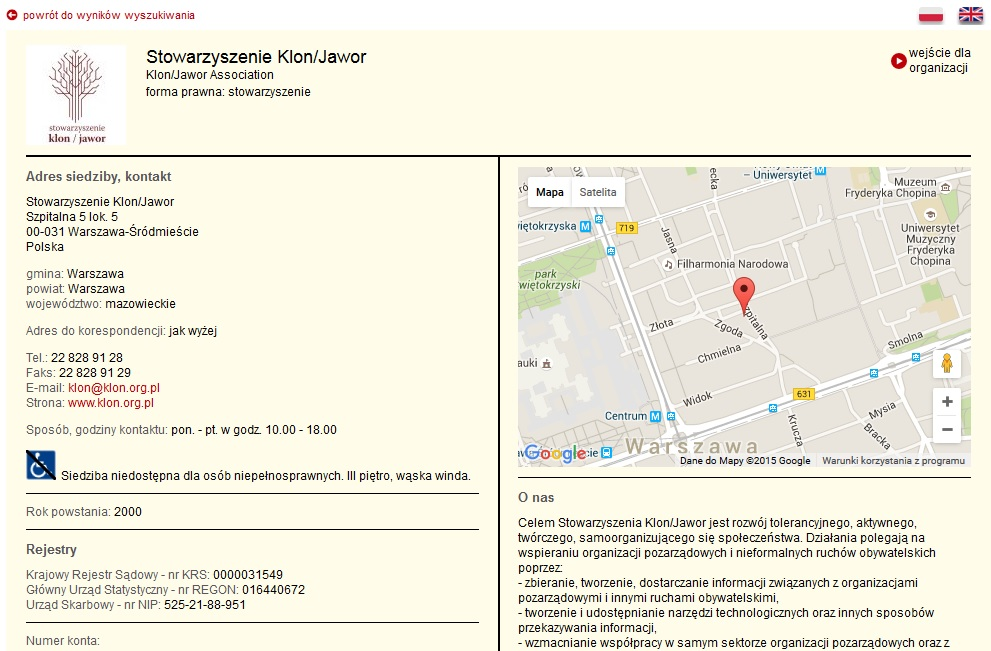 powrót do wyników wyszukiwania
stowarzyszenie
klon / jawor
Stowarzyszenie Klon/Jawor
Klon/Jawor Association
forma prawna: stowarzyszenie
wejście dla
organizacji
Adres siedziby, kontakt
Stowarzyszenie Klon/Jawor
Szpitalna 5 lok. 5
00-031 Warszawa-Śródmieście
Polska
gmina: Warszawa
powiat: Warszawa
województwo: mazowieckie
Adres do korespondencji: jak wyżej
Tel.: 22 828 91 28
Faks: 22 828 91 29
E-mail: klon@klon.org.pl
Strona: www.klon.org.pl
Sposób, godziny kontaktu: pon. - pt. w godz. 10.00 - 18.00
Siedziba niedostępna dla osób niepełnosprawnych. III piętro, wąska winda.
Rok powstania: 2000
Rejestry
Krajowy Rejestr Sądowy - nr KRS: 0000031549
Główny Urząd Statystyczny - nr REGON: 016440672
Urząd Skarbowy - nr NIP: 525-21-88-951
Numer konta:
Mapa
Satelita
– Uniwersytet
M
Muzeum
Fryderyka Chopina
Uniwersytet
Muzyczny
Fryderyka
Chopina
więtokrzyska M
719
Jasna
Filharmonia Narodowa
park
więtokrzyski
Złota
Zgoda
zpitalna
Chmielna
Smolna
auki
Widok
631
Centrum M
Krucza
Mysia
Bracka
Warszawa
Google
cie
+
−
Dane do Mapy ©2015 Google
Warunki korzystania z programu
O nas
Celem Stowarzyszenia Klon/Jawor jest rozwój tolerancyjnego, aktywnego,
twórczego, samoorganizującego się społeczeństwa. Działania polegają na
wspieraniu organizacji pozarządowych i nieformalnych ruchów obywatelskich
poprzez:
- zbieranie, tworzenie, dostarczanie informacji związanych z organizacjami
pozarządowymi i innymi ruchami obywatelskimi,
- tworzenie i udostępnianie narzędzi technologicznych oraz innych sposobów
przekazywania informacji,
- wzmacnianie współpracy w samym sektorze organizacji pozarządowych oraz z